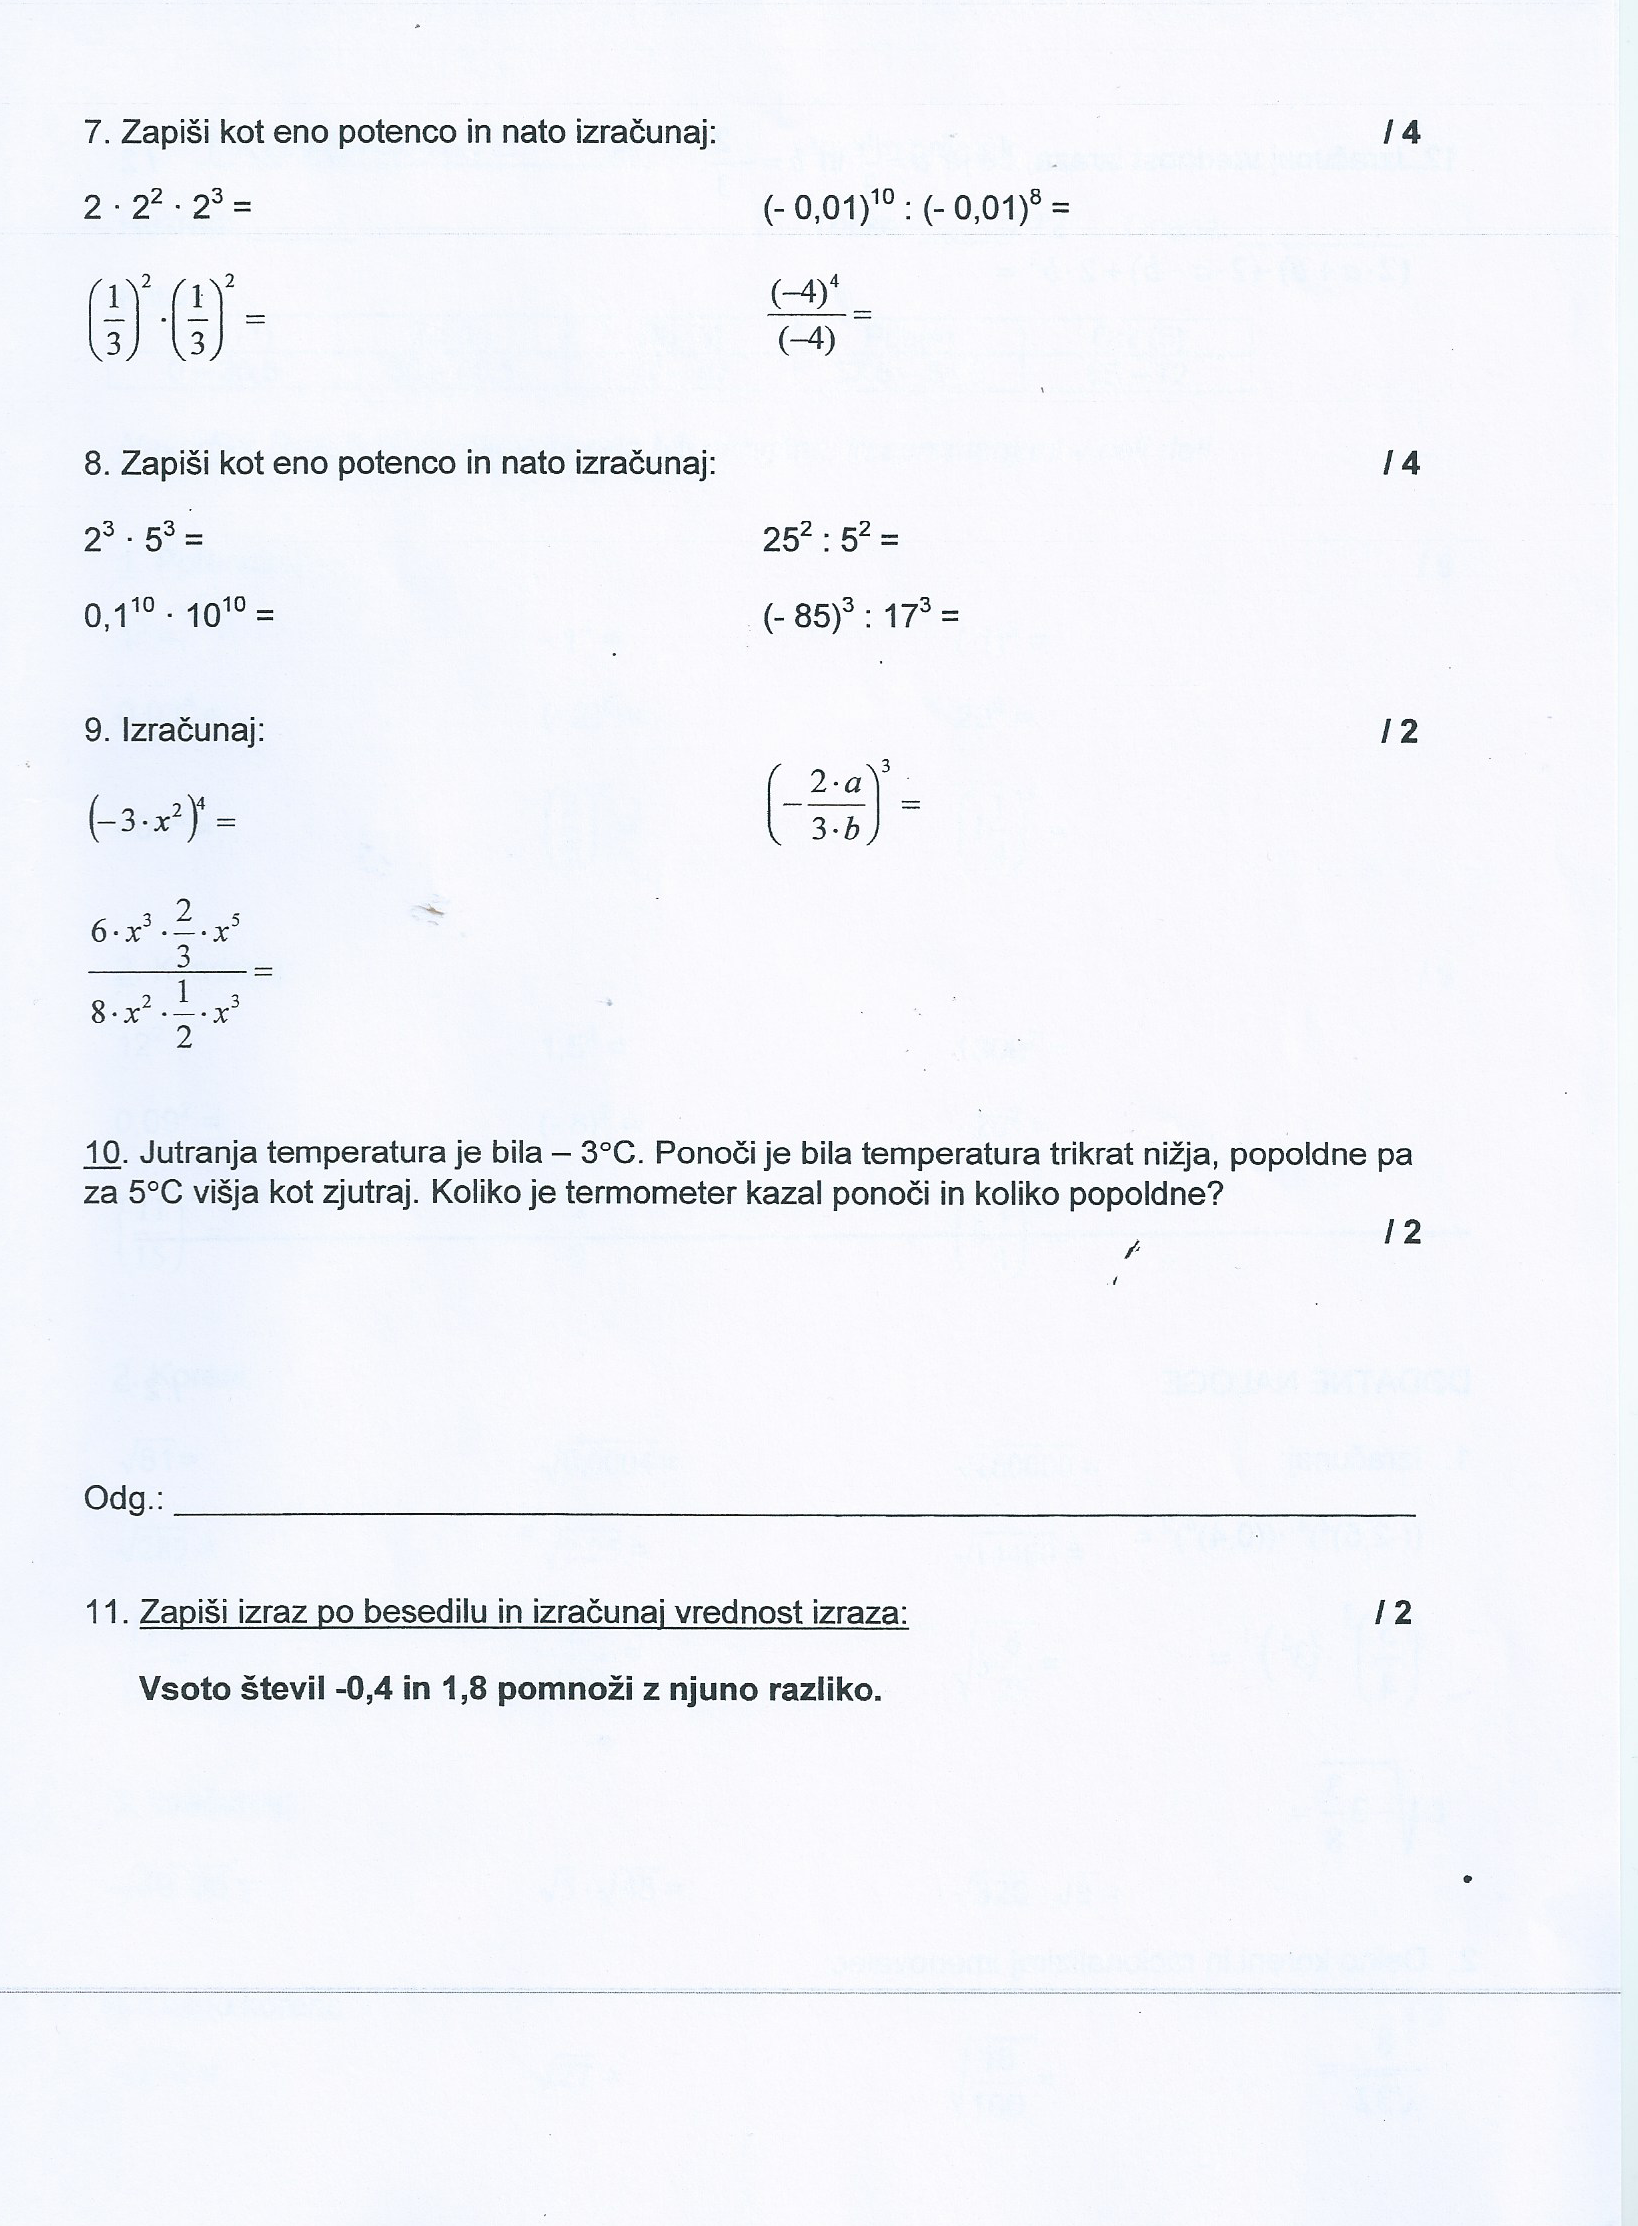 7. Zapiši kot eno potenco in nato izračunaj: / 4
2 · 2² · 2³ = (- 0,01)¹⁰ : (- 0,01)⁸ =
(1/3)² · (1/3)² = (–4)⁴/(–4) =
8. Zapiši kot eno potenco in nato izračunaj: / 4
2³ · 5³ = 25² : 5² =
0,1¹⁰ · 10¹⁰ = (- 85)³ : 17³ =
9. Izračunaj: / 2
(–3·x²)⁴ = (– 2·a/3·b)³ =
6·x³ · 2/3 · x⁵ / 8·x² · 1/2 · x³ =
10. Jutranja temperatura je bila – 3°C. Ponoči je bila temperatura trikrat nižja, popoldne pa
za 5°C višja kot zjutraj. Koliko je termometer kazal ponoči in koliko popoldne?
/ 2
Odg.: ____________________
11. Zapiši izraz po besedilu in izračunaj vrednost izraza: / 2
Vsoto števil -0,4 in 1,8 pomnoži z njuno razliko.